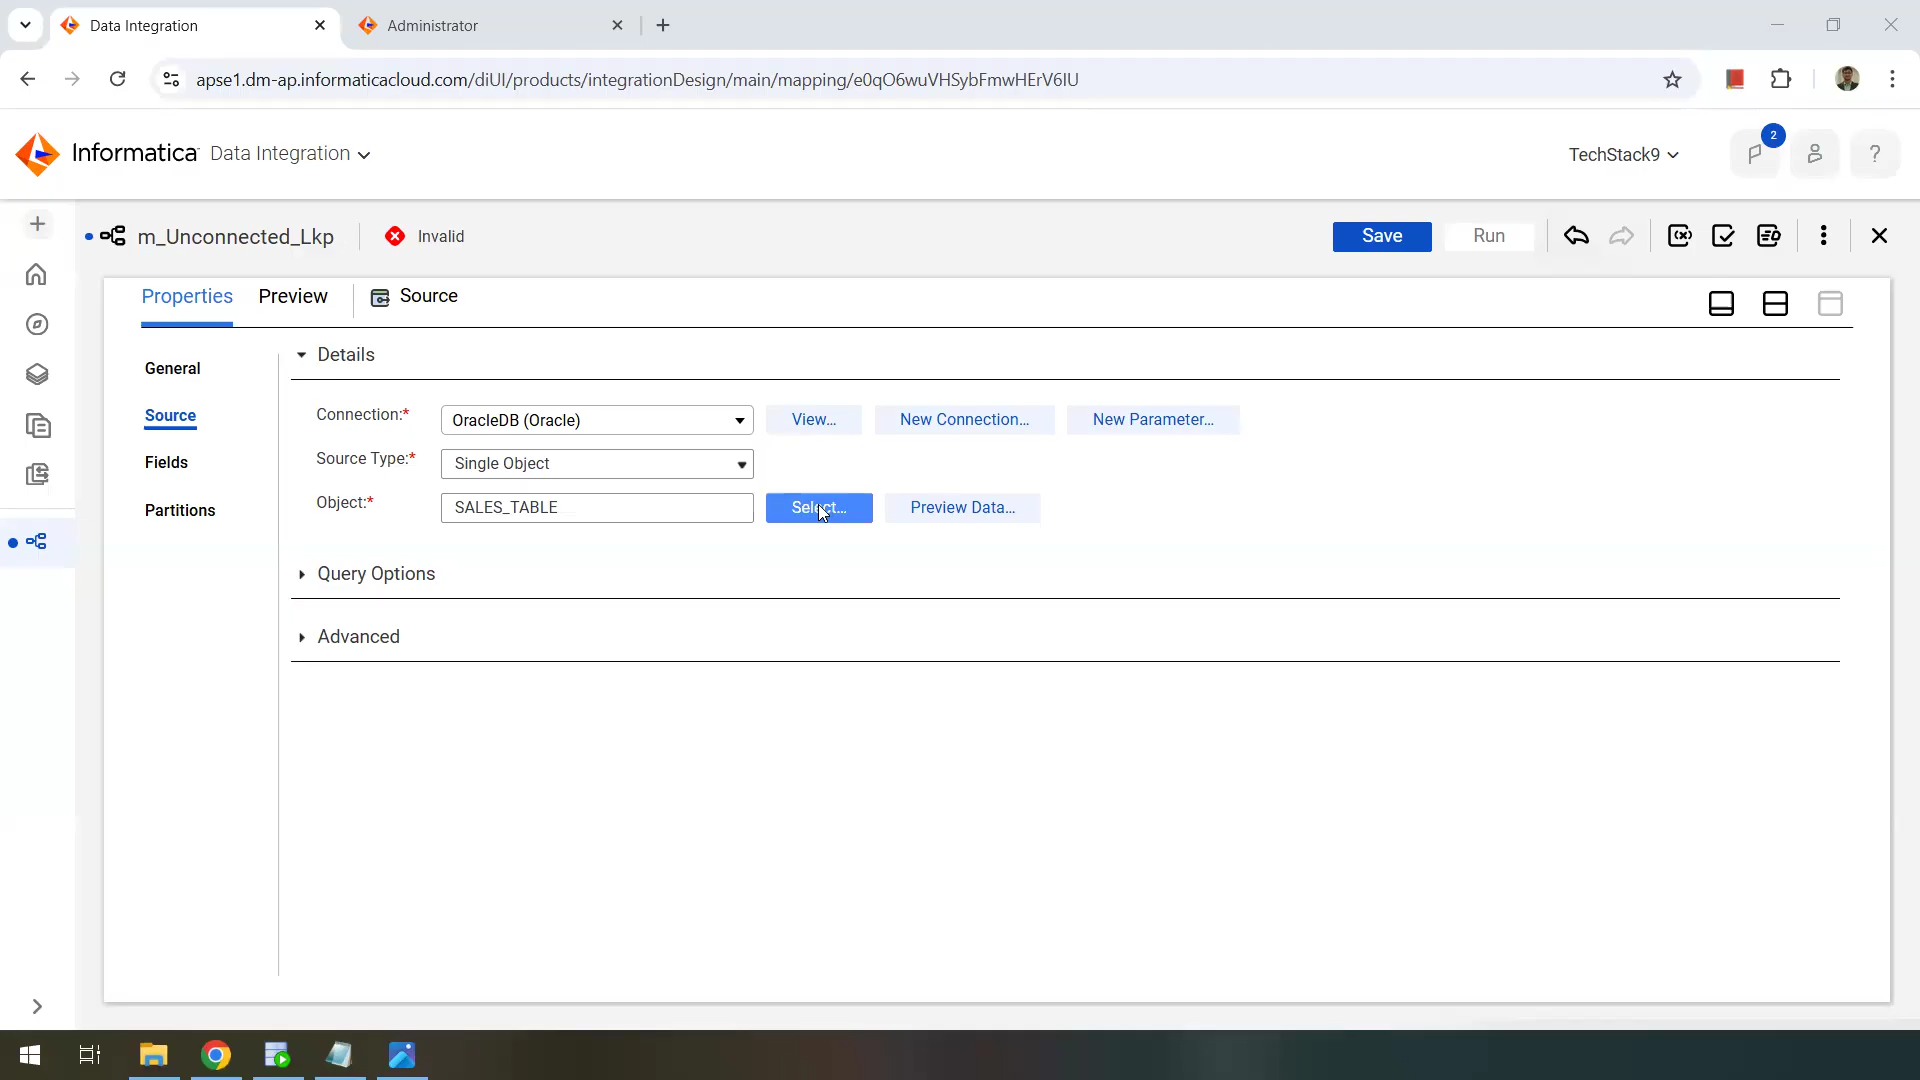 Data Integration
Administrator
apse1.dm-ap.informaticacloud.com/diUI/products/integrationDesign/main/mapping/e0qO6wuVHSybFmwHErV6IU
Informatica Data Integration
TechStack9
2
?
m_Unconnected_Lkp
Invalid
Save
Run
Properties
Preview
Source
General
Source
Fields
Partitions
Details
Connection:*
OracleDB (Oracle)
View...
New Connection...
New Parameter...
Source Type:*
Single Object
Object:*
SALES_TABLE
Select...
Preview Data...
Query Options
Advanced